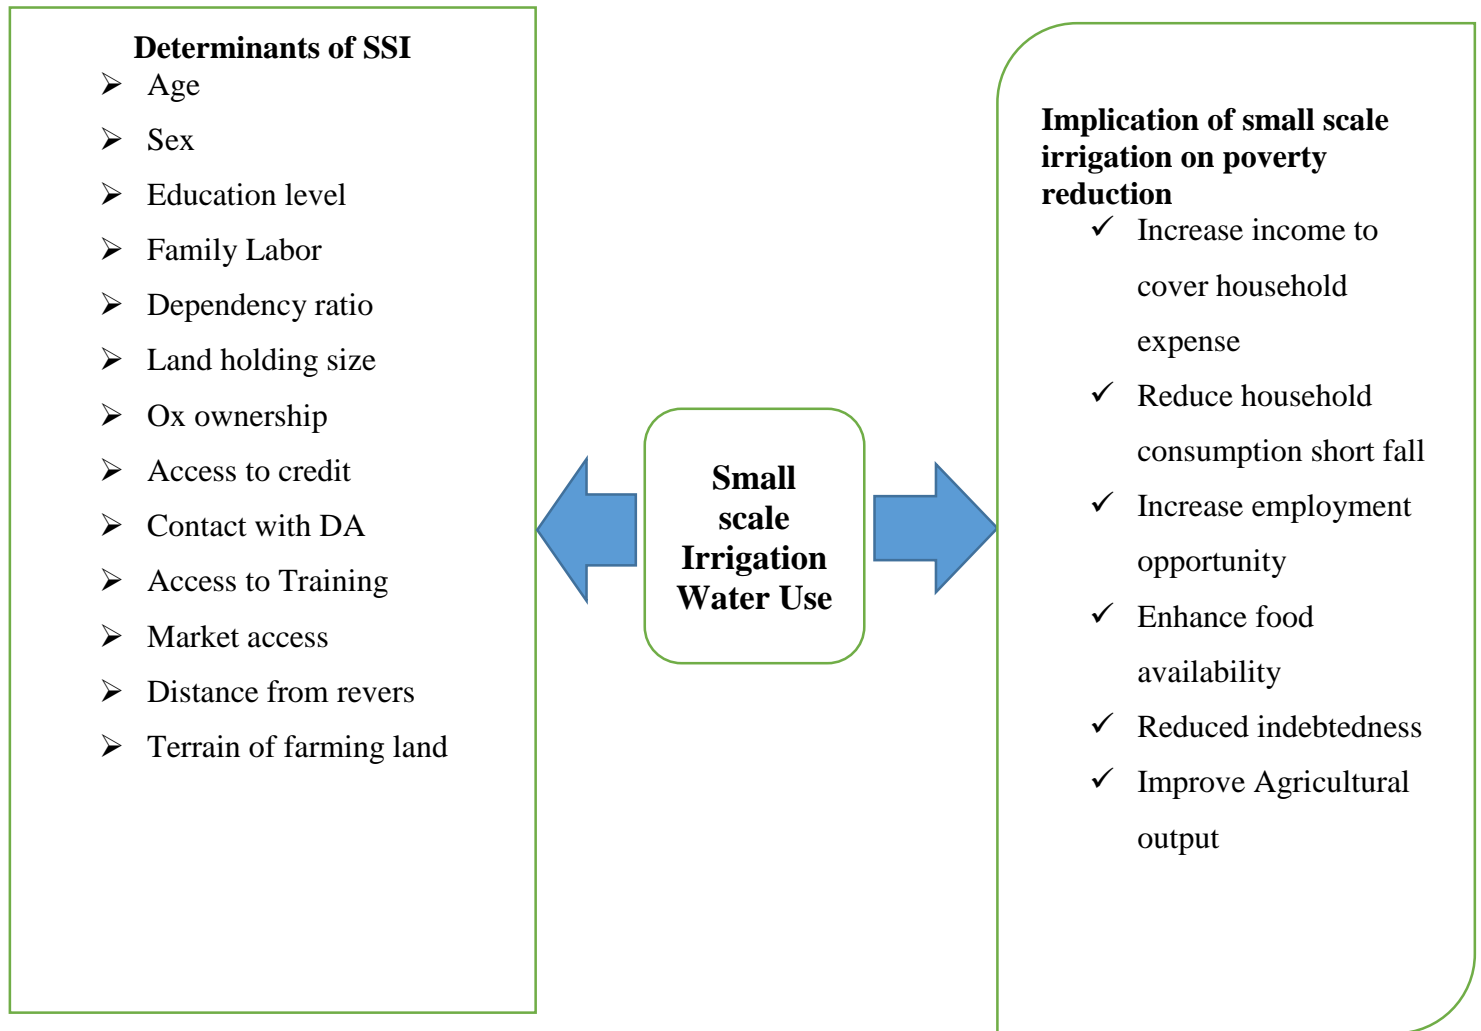 Determinants of SSI
➢ Age
➢ Sex
➢ Education level
➢ Family Labor
➢ Dependency ratio
➢ Land holding size
➢ Ox ownership
➢ Access to credit
➢ Contact with DA
➢ Access to Training
➢ Market access
➢ Distance from revers
➢ Terrain of farming land
Small
scale
Irrigation
Water Use
Implication of small scale
irrigation on poverty
reduction
✓ Increase income to
cover household
expense
✓ Reduce household
consumption short fall
✓ Increase employment
opportunity
✓ Enhance food
availability
✓ Reduced indebtedness
✓ Improve Agricultural
output